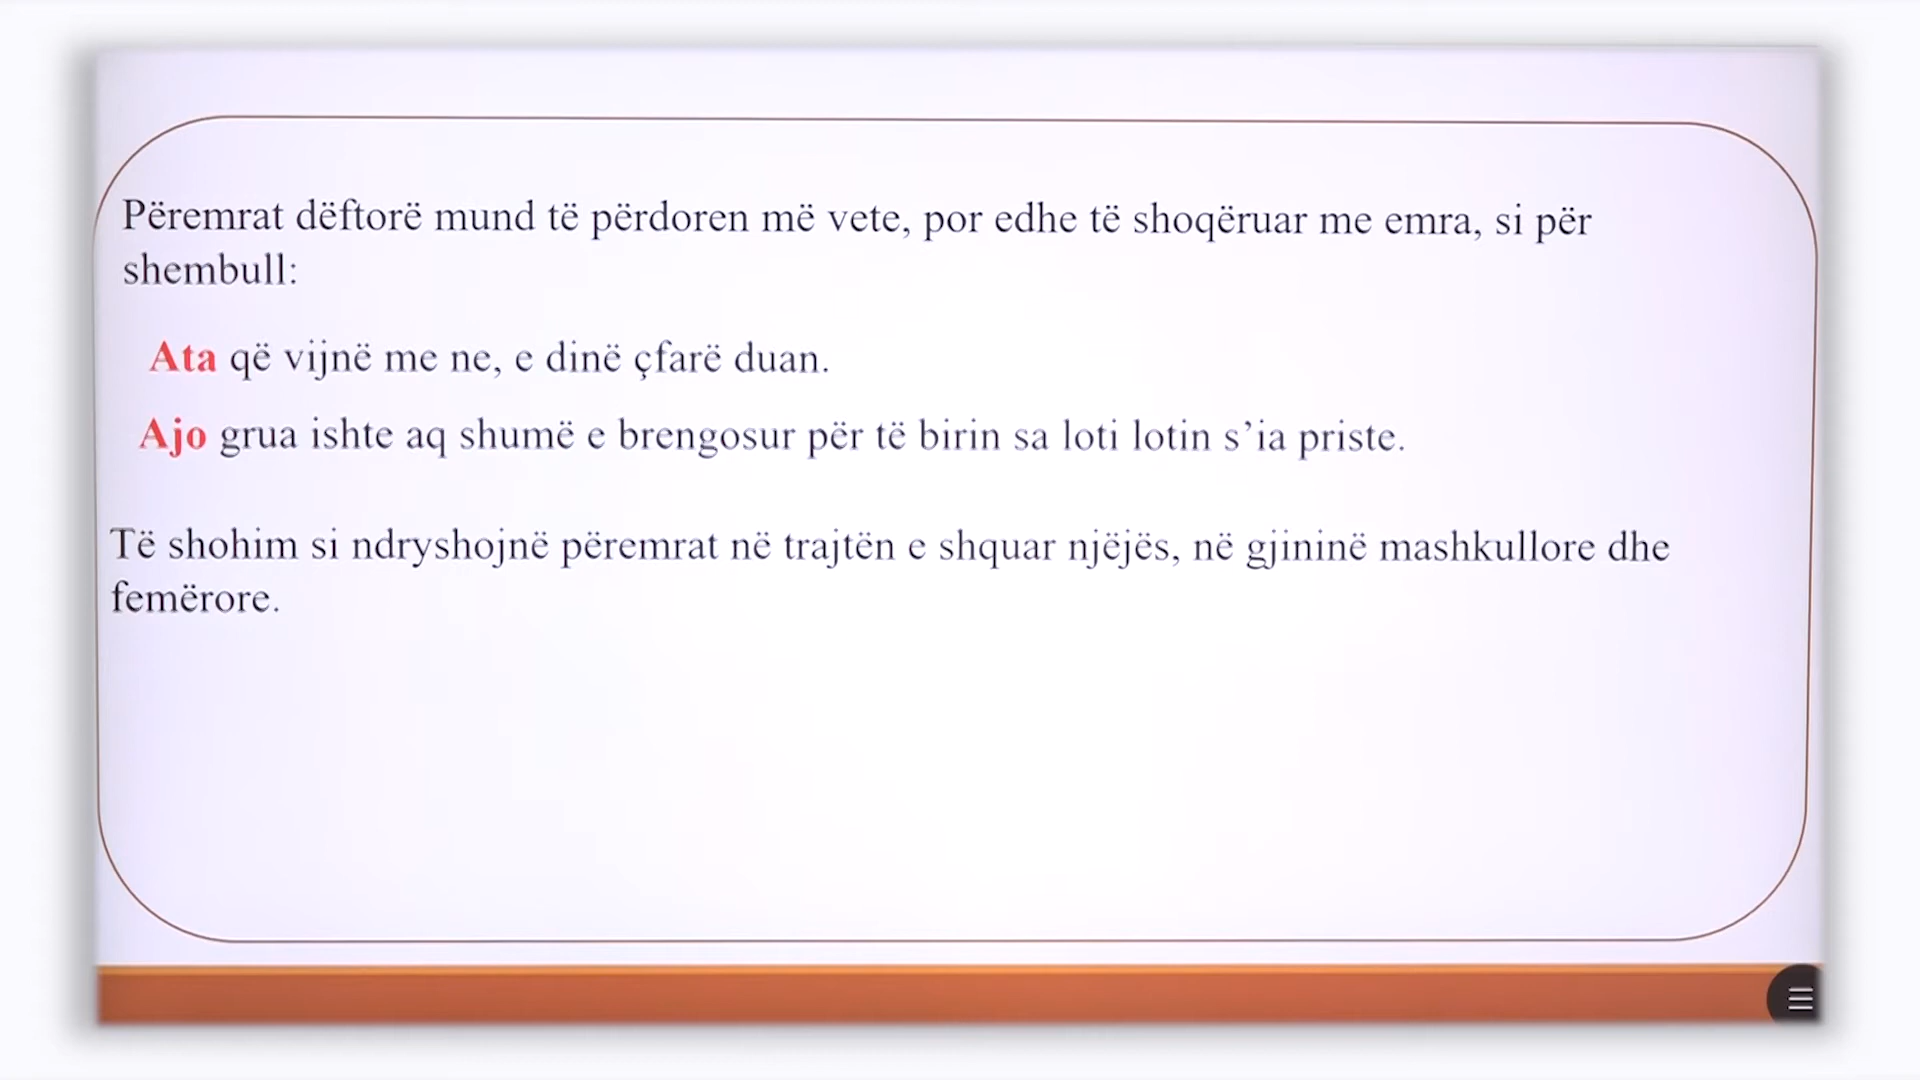 Përemrat dëftorë mund të përdoren më vete, por edhe të shoqëruar me emra, si për
shembull:
Ata që vijnë me ne, e dinë çfarë duan.
Ajo grua ishte aq shumë e brengosur për të birin sa loti lotin s’ia priste.
Të shohim si ndryshojnë përemrat në trajtën e shquar njëjës, në gjininë mashkullore dhe
femërore.